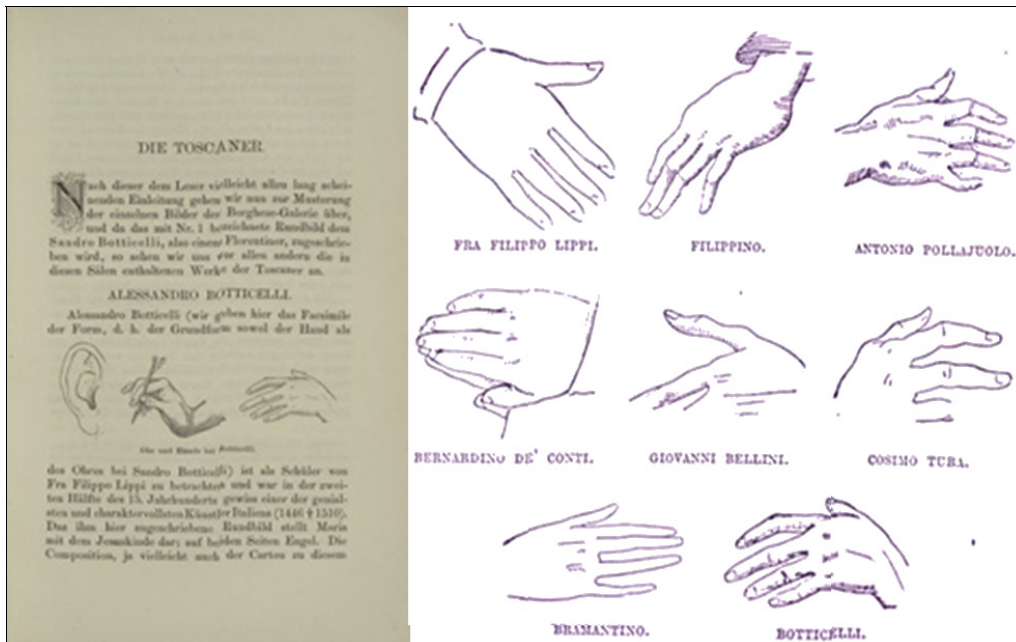 DIE TOSCANER.
Nach dieser dem Leser vielleicht allzu lang schei-
nenden Einleitung gehen wir nun zur Musterung
der einzelnen Bilder der Borghese-Galerie über,
und da das mit Nr. 1 bezeichnete Rundbild dem
Sandro Botticelli, also einem Florentiner, zugeschrie-
ben wird, so sehen wir uns vor allen andern die in
diesen Sälen enthaltenen Werke der Toscaner an.
ALESSANDRO BOTTICELLI.
Alessandro Botticelli (wir geben hier das Facsimile
der Form, d. h. der Grundform sowol der Hand als
Ohr und Hände bei Botticelli.
des Ohres bei Sandro Botticelli) ist als Schüler von
Fra Filippo Lippi zu betrachten und war in der zwei-
ten Hälfte des 15. Jahrhunderts gewiss einer der genial-
sten und charaktervollsten Künstler Italiens (1446 † 1510).
Das ihm hier zugeschriebene Rundbild stellt Maria
mit dem Jesuskinde dar; auf beiden Seiten Engel. Die
Composition, ja vielleicht auch der Carton zu diesem
FRA FILIPPO LIPPI.
FILIPPINO.
ANTONIO POLLAJUOLO.
BERNARDINO DE' CONTI.
GIOVANNI BELLINI.
COSIMO TURA.
BRAMANTINO.
BOTTICELLI.